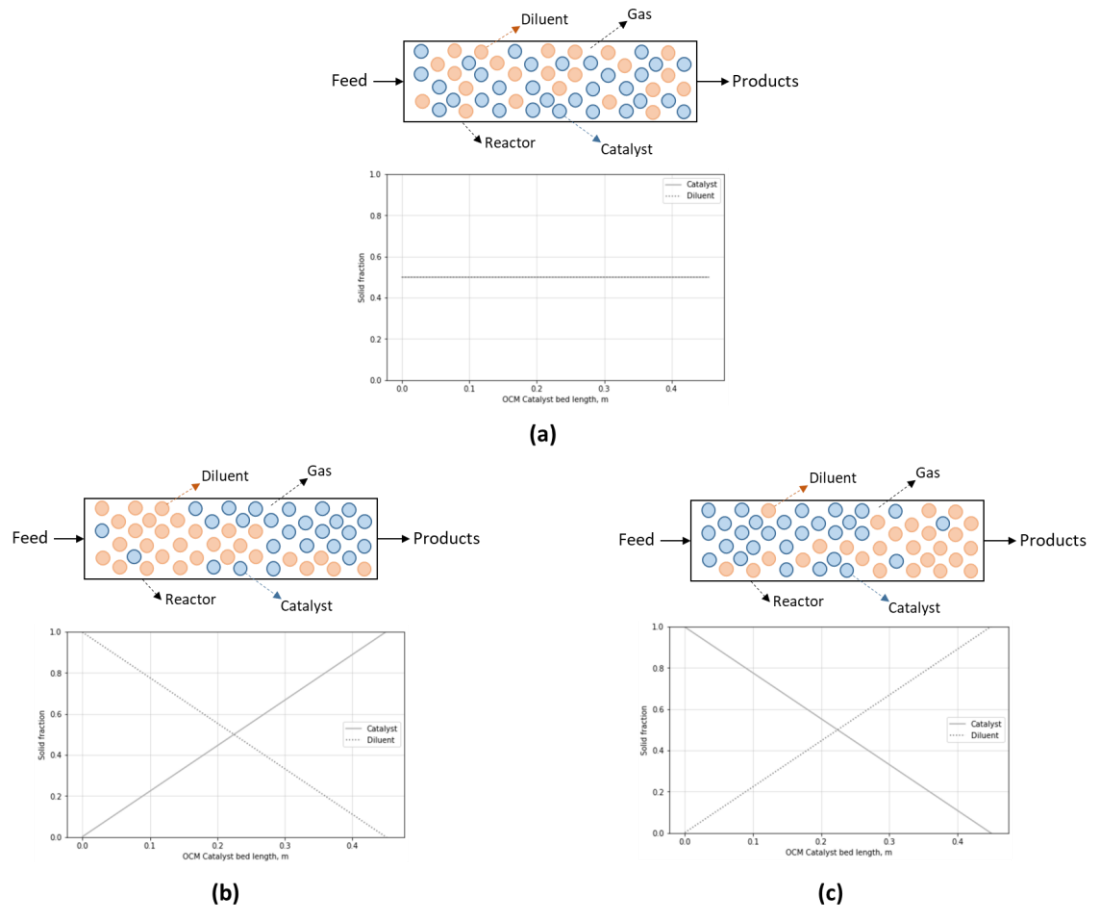 Diluent
Gas
Feed
Products
Reactor
Catalyst
1.0
0.8
0.6
0.4
0.2
0.0
Solid fraction
Catalyst
Diluent
0.0 0.1 0.2 0.3 0.4
OCM Catalyst bed length, m
(a)
Diluent
Gas
Feed
Products
Reactor
Catalyst
1.0
0.8
0.6
0.4
0.2
0.0
Solid fraction
Catalyst
Diluent
0.0 0.1 0.2 0.3 0.4
OCM Catalyst bed length, m
(b)
Diluent
Gas
Feed
Products
Reactor
Catalyst
1.0
0.8
0.6
0.4
0.2
0.0
Solid fraction
Catalyst
Diluent
0.0 0.1 0.2 0.3 0.4
OCM Catalyst bed length, m
(c)